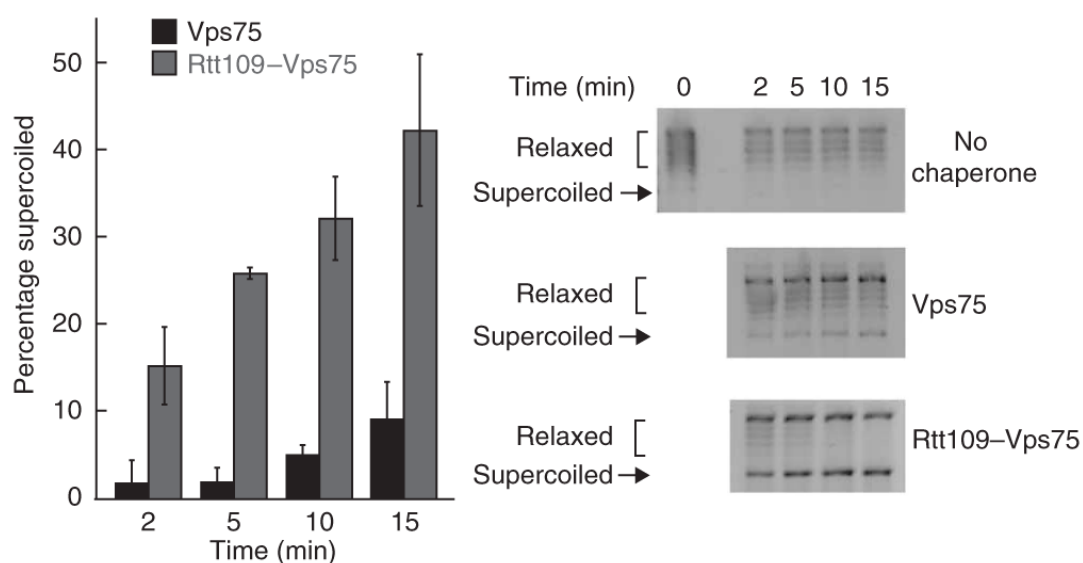 Vps75
Rtt109–Vps75
Percentage supercoiled
50
40
30
20
10
0
2 5 10 15
Time (min)
Time (min) 0 2 5 10 15
Relaxed
Supercoiled
No
chaperone
Relaxed
Supercoiled
Vps75
Relaxed
Supercoiled
Rtt109–Vps75